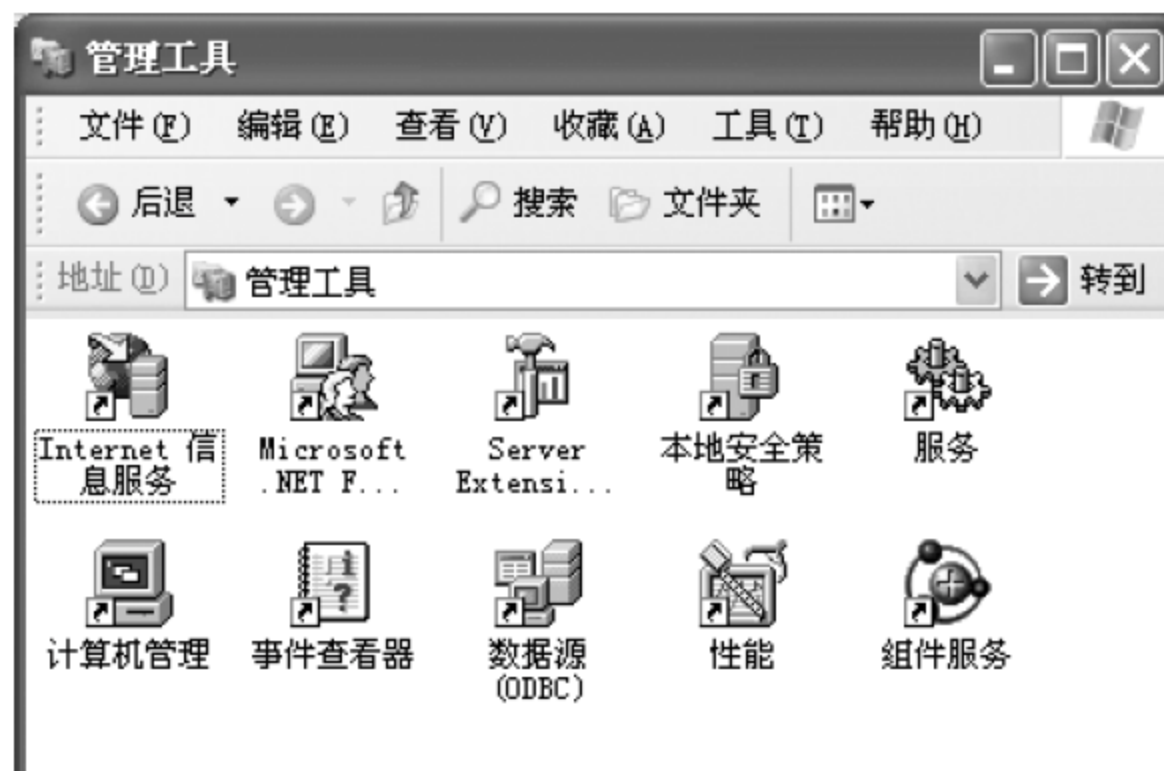 管理工具
文件(F) 编辑(E) 查看(V) 收藏(A) 工具(T) 帮助(H)
后退 搜索 文件夹
地址(D) 管理工具 转到
Internet 信
息服务
Microsoft
.NET F...
Server
Extensi...
本地安全策
略
服务
计算机管理
事件查看器
数据源
(ODBC)
性能
组件服务